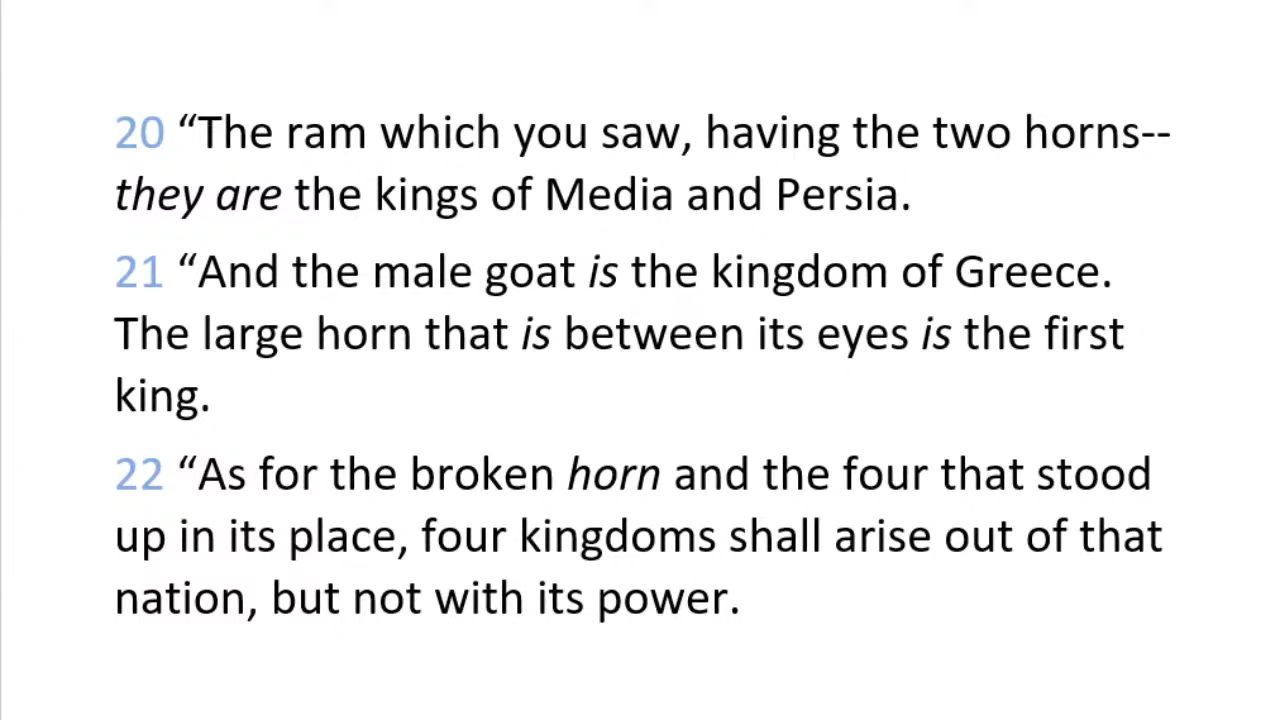 20 “The ram which you saw, having the two horns--
they are the kings of Media and Persia.
21 “And the male goat is the kingdom of Greece.
The large horn that is between its eyes is the first
king.
22 “As for the broken horn and the four that stood
up in its place, four kingdoms shall arise out of that
nation, but not with its power.